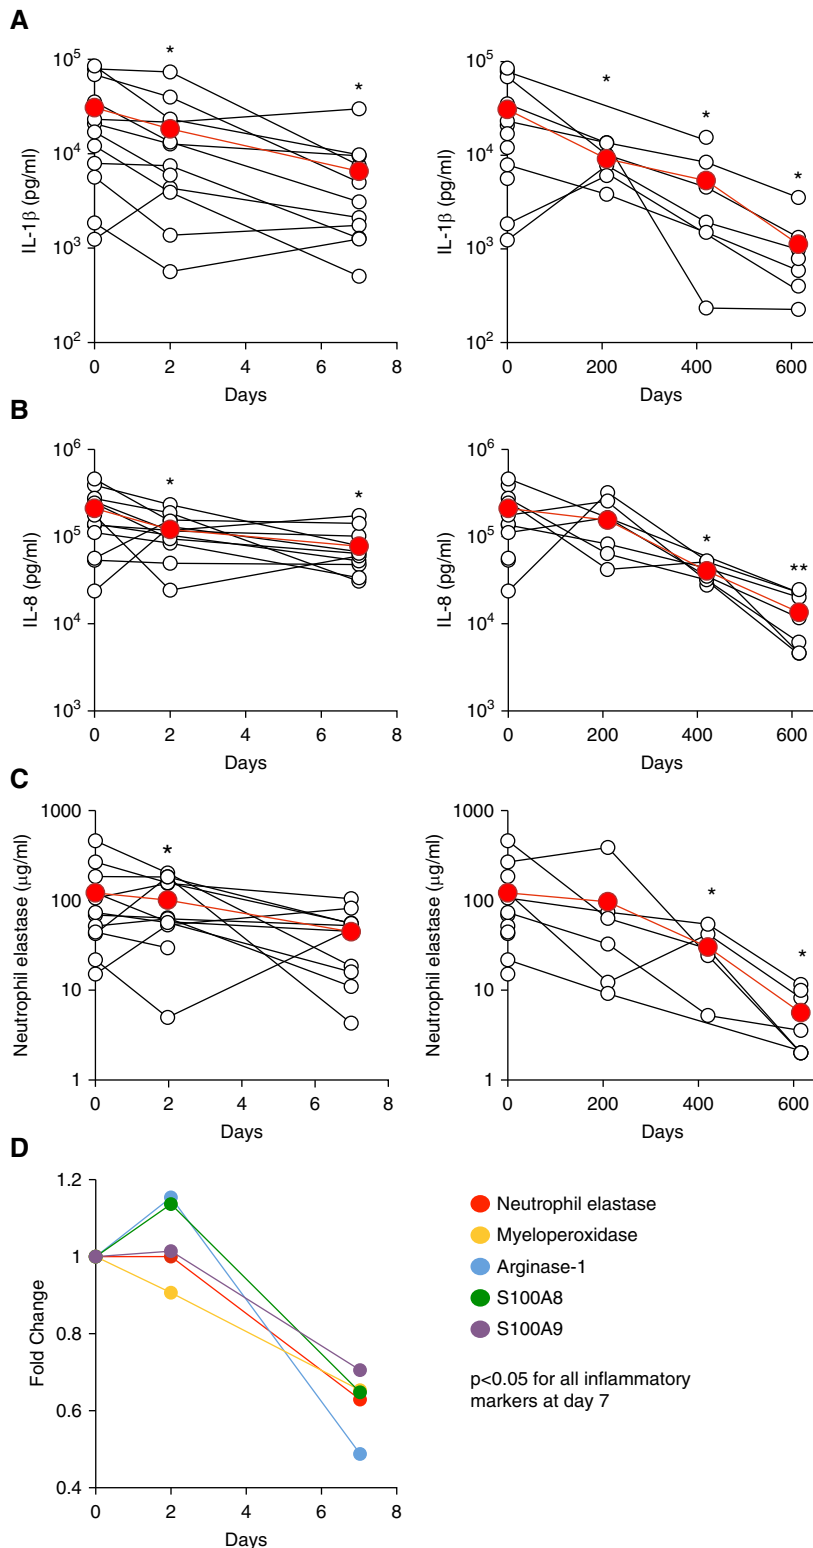 A
10^5
10^4
10^3
10^2
IL-1β (pg/ml)
0 2 4 6 8
Days
* *
10^5
10^4
10^3
10^2
IL-1β (pg/ml)
0 200 400 600
Days
* * *
B
10^6
10^5
10^4
10^3
IL-8 (pg/ml)
0 2 4 6 8
Days
* *
10^6
10^5
10^4
10^3
IL-8 (pg/ml)
0 200 400 600
Days
* **
C
1000
100
10
1
Neutrophil elastase (μg/ml)
0 2 4 6 8
Days
*
1000
100
10
1
Neutrophil elastase (μg/ml)
0 200 400 600
Days
* *
D
1.2
1
0.8
0.6
0.4
Fold Change
0 2 4 6 8
Days
Neutrophil elastase
Myeloperoxidase
Arginase-1
S100A8
S100A9
p<0.05 for all inflammatory
markers at day 7